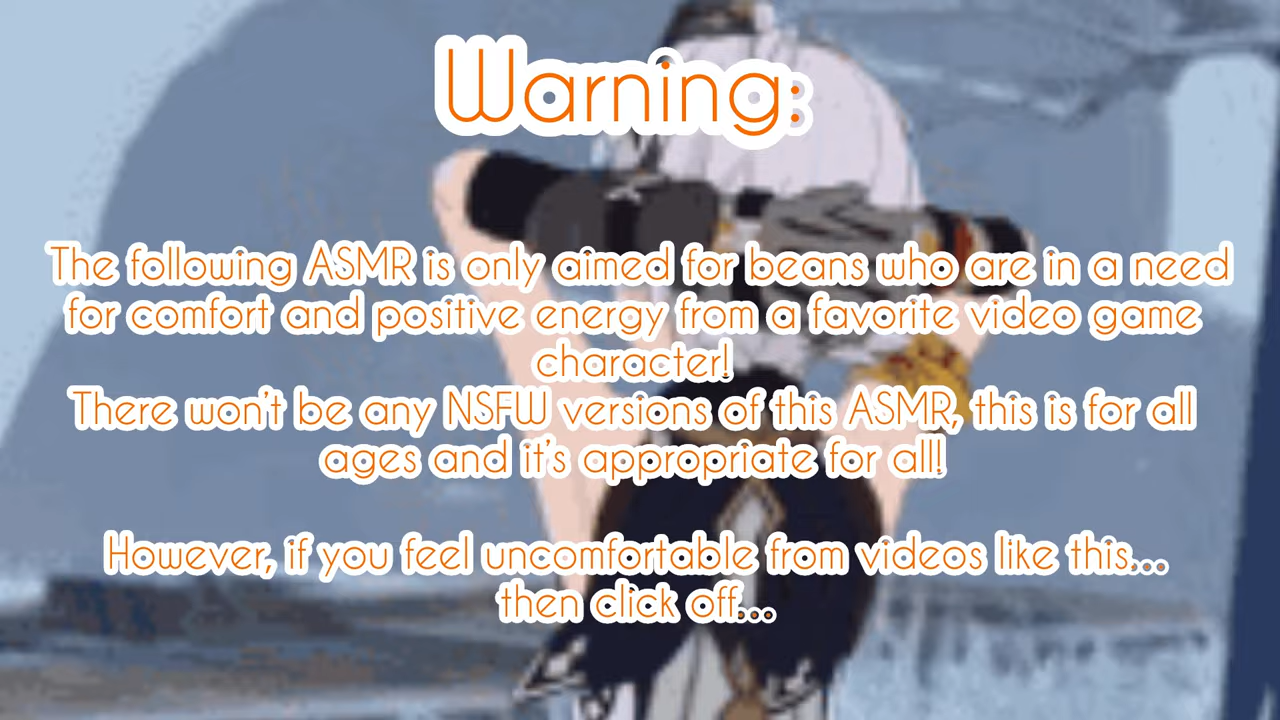 Warning:
The following ASMR is only aimed for beans who are in a need
for comfort and positive energy from a favorite video game
character!
There won't be any NSFW versions of this ASMR, this is for all
ages and it's appropriate for all!
However, if you feel uncomfortable from videos like this...
then click off...